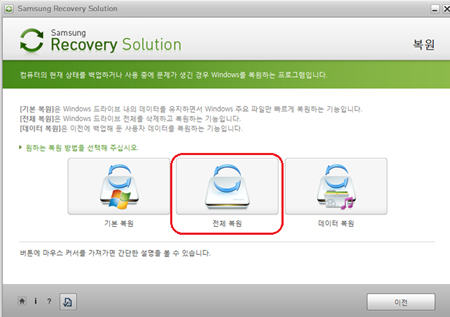 Samsung Recovery Solution
Samsung
Recovery Solution
복원
컴퓨터의 현재 상태를 백업하거나 사용 중에 문제가 생긴 경우 Windows를 복원하는 프로그램입니다.
[기본 복원]은 Windows 드라이브 내의 데이터를 유지하면서 Windows 주요 파일만 빠르게 복원하는 기능입니다.
[전체 복원]은 Windows 드라이브 전체를 삭제하고 복원하는 기능입니다.
[데이터 복원]은 이전에 백업해 둔 사용자 데이터를 복원하는 기능입니다.
원하는 복원 방법을 선택해 주십시오.
기본 복원
전체 복원
데이터 복원
버튼에 마우스 커서를 가져가면 간단한 설명을 볼 수 있습니다.
i ?
이전